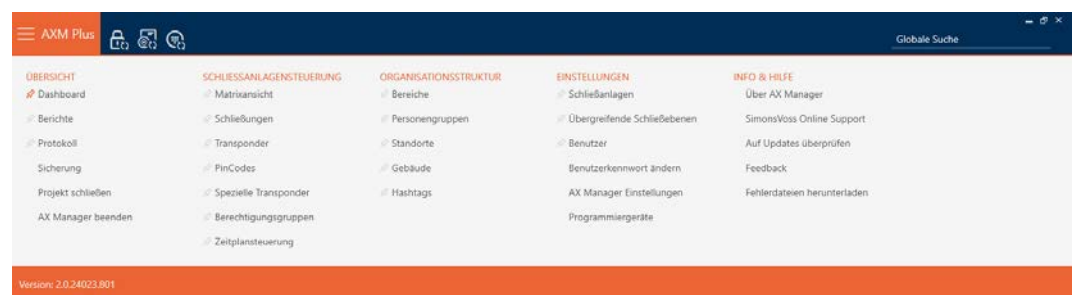 AXM Plus
Globale Suche
ÜBERSICHT
Dashboard
Berichte
Protokoll
Sicherung
Projekt schließen
AX Manager beenden
SCHLIESSANLAGENSTEUERUNG
Matrixansicht
Schließungen
Transponder
PinCodes
Spezielle Transponder
Berechtigungsgruppen
Zeitplansteuerung
ORGANISATIONSSTRUKTUR
Bereiche
Personengruppen
Standorte
Gebäude
Hashtags
EINSTELLUNGEN
Schließanlagen
Übergreifende Schließebenen
Benutzer
Benutzerkennwort ändern
AX Manager Einstellungen
Programmiergeräte
INFO & HILFE
Über AX Manager
SimonsVoss Online Support
Auf Updates überprüfen
Feedback
Fehlerdateien herunterladen
Version: 2.0.24023.801